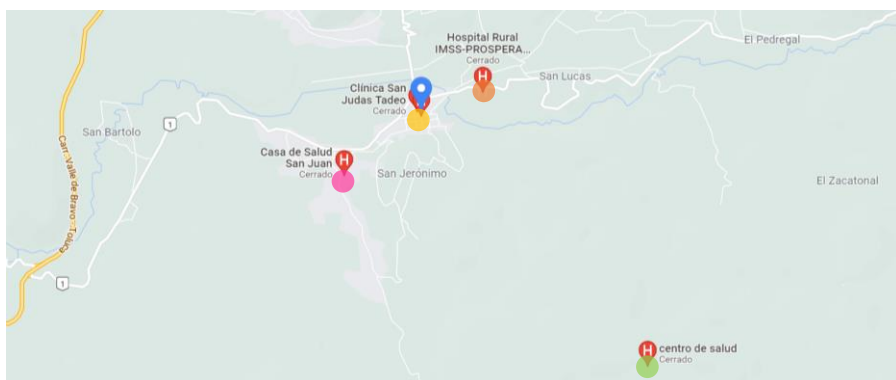 Hospital Rural
IMSS-PROSPERA...
Cerrado
El Pedregal
San Lucas
Clínica San
Judas Tadeo
Cerrado
San Bartolo
1
Casa de Salud
San Juan
Cerrado
San Jerónimo
El Zacatonal
Carr. Valle de Bravo - Toluca
1
centro de salud
Cerrado
H
H
H